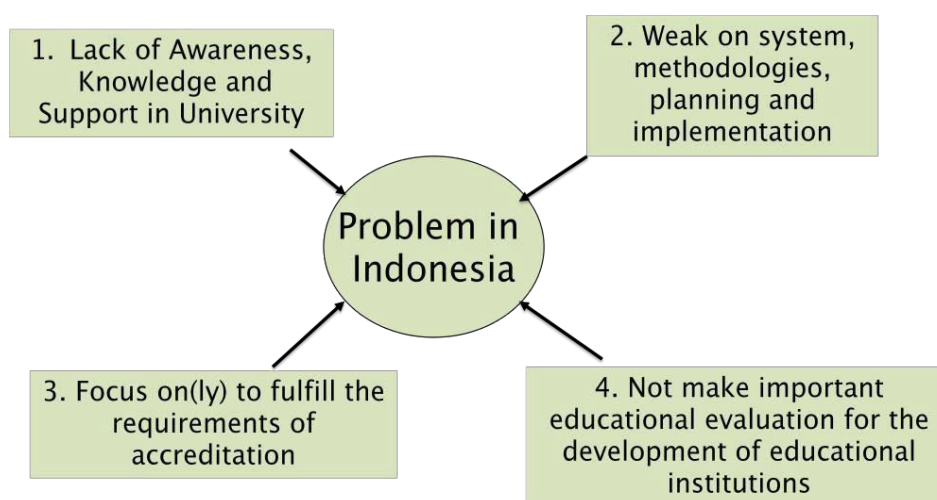 1. Lack of Awareness,
Knowledge and
Support in University
2. Weak on system,
methodologies,
planning and
implementation
Problem in
Indonesia
3. Focus on(ly) to fulfill the
requirements of
accreditation
4. Not make important
educational evaluation for the
development of educational
institutions